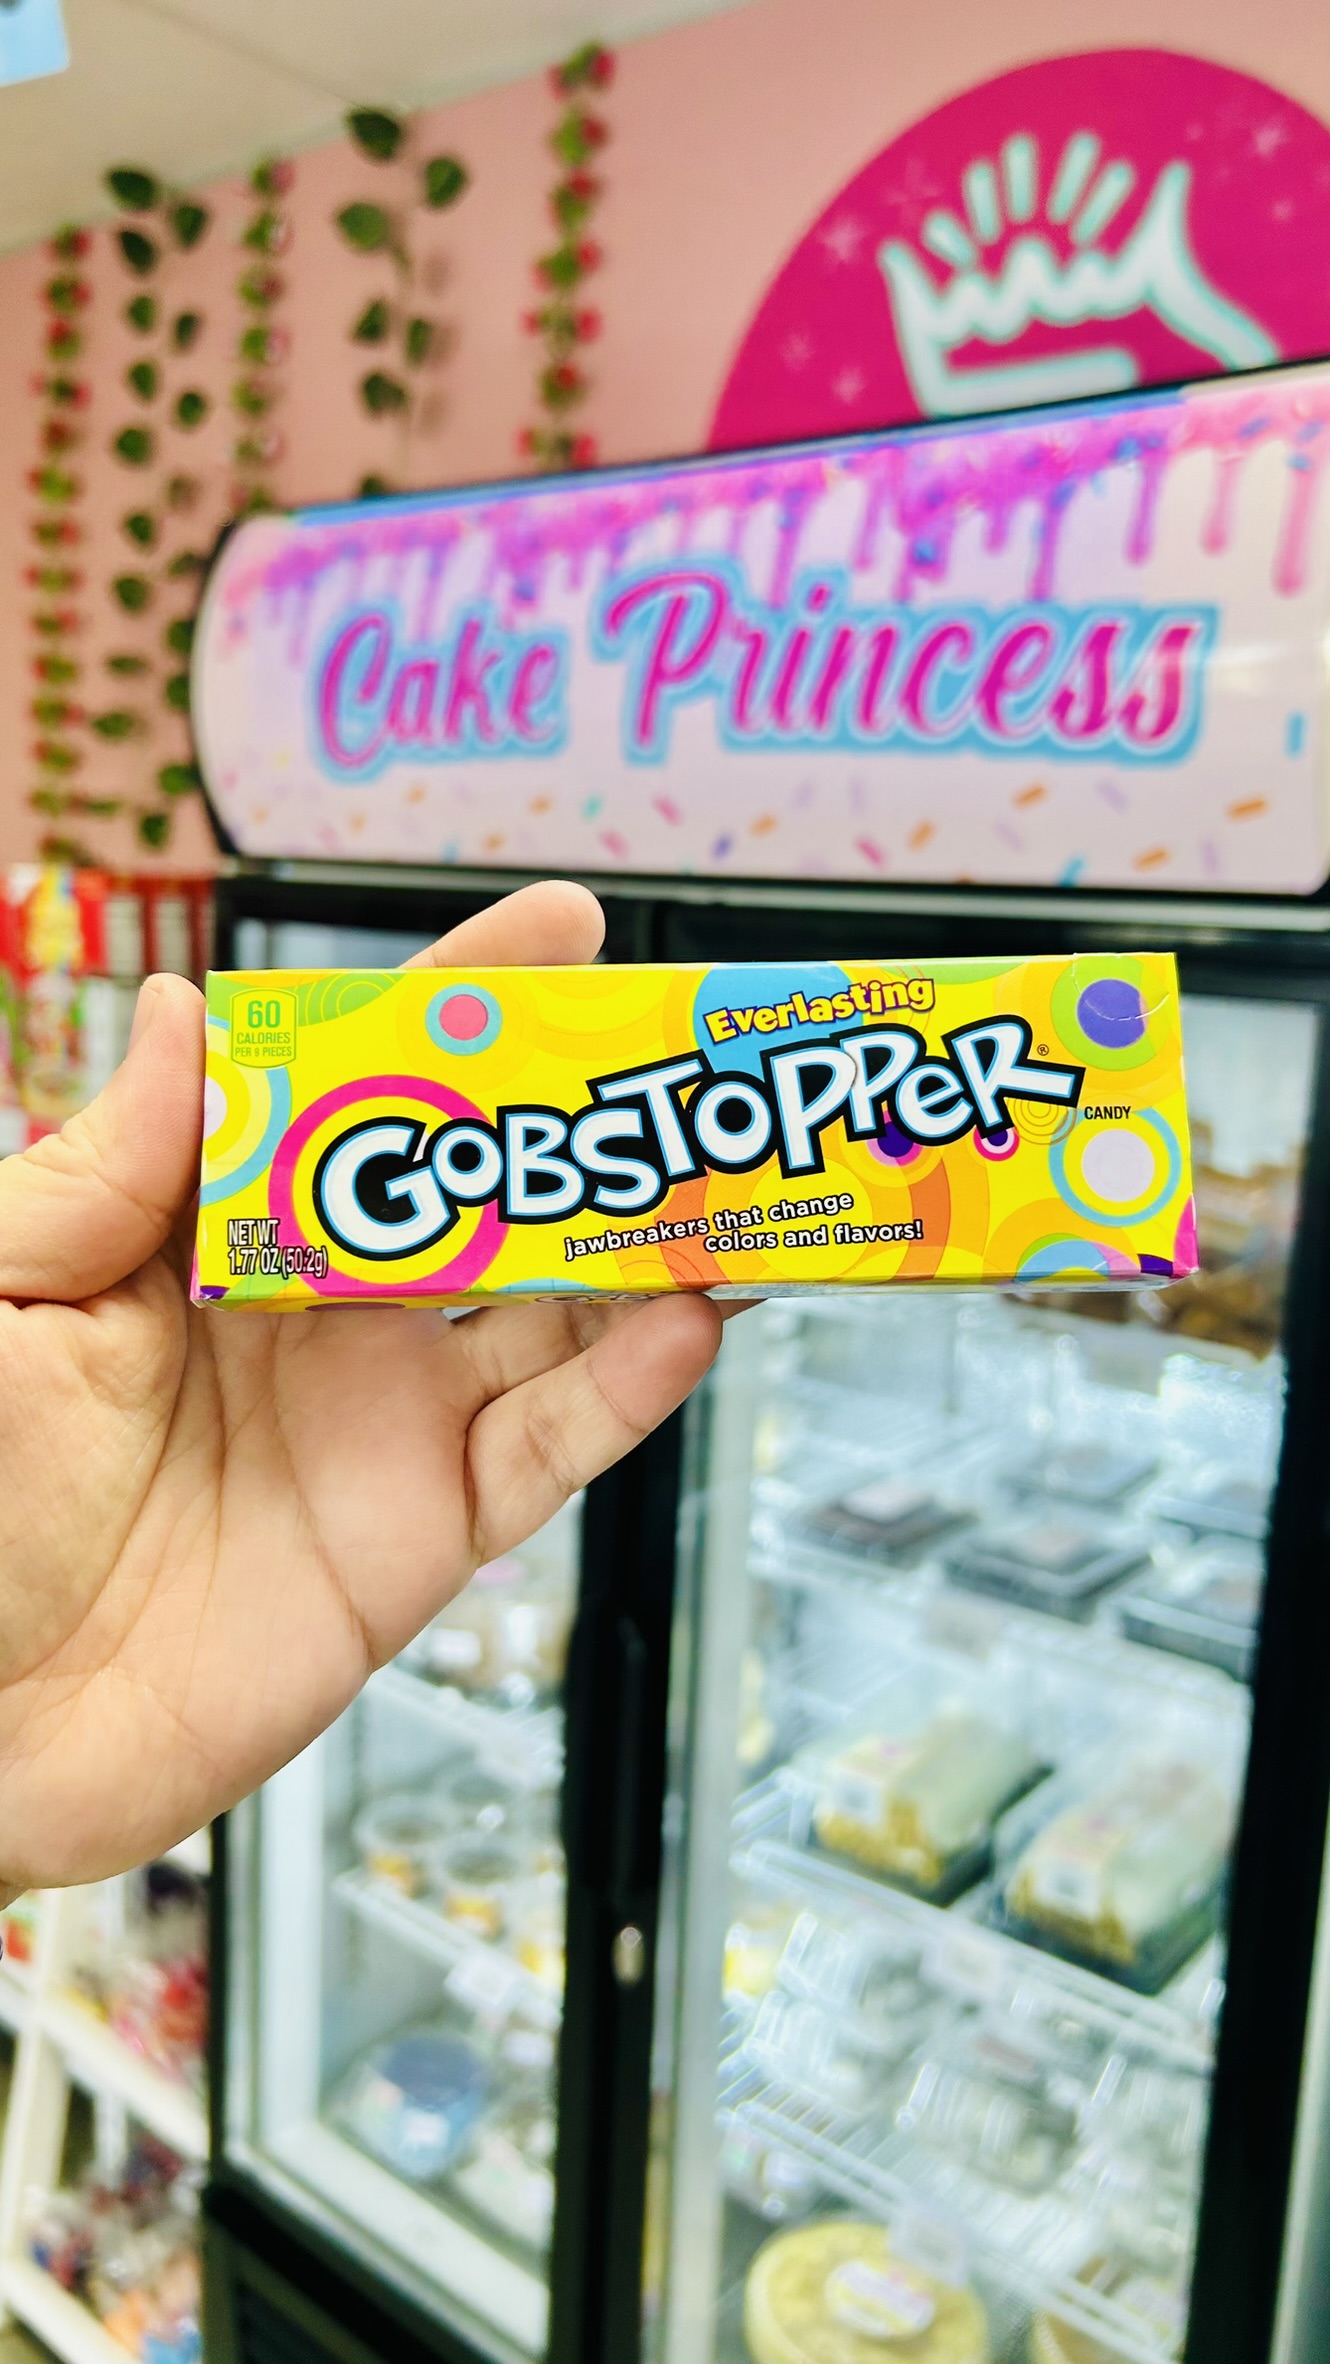 Cake Princess
60
CALORIES
PER 9 PIECES
Everlasting
GOBSTOPPER®
CANDY
jawbreakers that change
colors and flavors!
NET WT
1.77 OZ (50.2g)